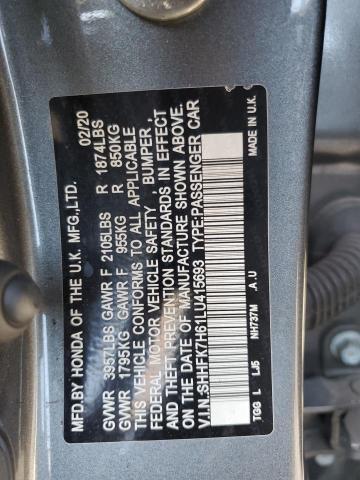 MFD.BY HONDA OF THE U.K. MFG.,LTD. 02/20
GVWR 3957LBS GAWR F 2105LBS R 1874LBS
GVWR 1795KG GAWR F 955KG R 850KG
THIS VEHICLE CONFORMS TO ALL APPLICABLE
FEDERAL MOTOR VEHICLE SAFETY BUMPER ,
AND THEFT PREVENTION STANDARDS IN EFFECT
ON THE DATE OF MANUFACTURE SHOWN ABOVE.
V.I.N.:SHHFK7H61LU415693 TYPE:PASSENGER CAR
MADE IN U.K.
NH737M .A.U
TGG L LJ5